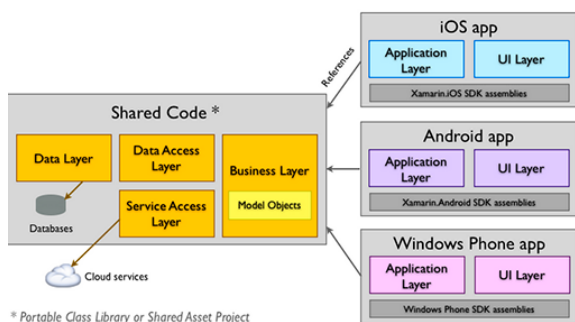 iOS app
Application
Layer
UI Layer
Xamarin.iOS SDK assemblies
References
Shared Code *
Data Layer
Data Access
Layer
Business Layer
Model Objects
Service Access
Layer
Databases
Cloud services
Android app
Application
Layer
UI Layer
Xamarin.Android SDK assemblies
Windows Phone app
Application
Layer
UI Layer
Windows Phone SDK assemblies
* Portable Class Library or Shared Asset Project